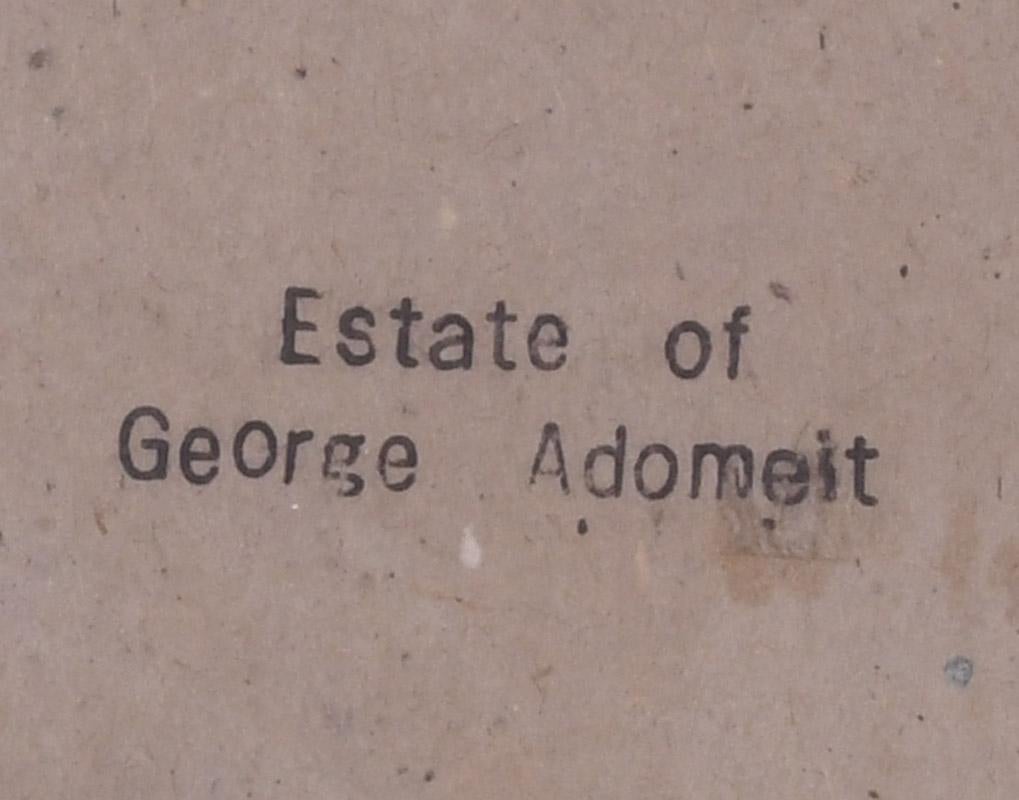 Estate of
George Adomeit